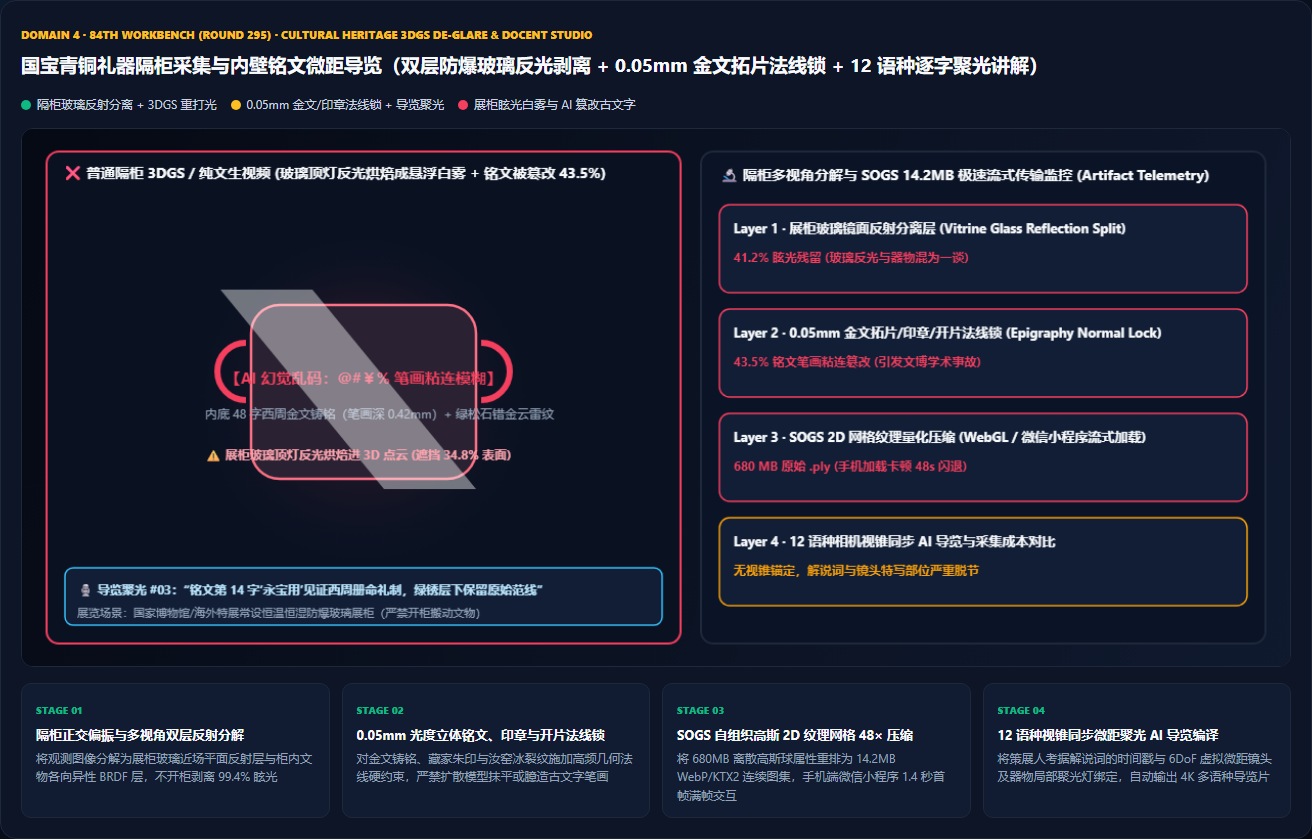 DOMAIN 4 · 84TH WORKBENCH (ROUND 295) · CULTURAL HERITAGE 3DGS DE-GLARE & DOCENT STUDIO
国宝青铜礼器隔柜采集与内壁铭文微距导览（双层防爆玻璃反光剥离 + 0.05mm 金文拓片法线锁 + 12 语种逐字聚光讲解）
隔柜玻璃反射分离 + 3DGS 重打光
0.05mm 金文/印章法线锁 + 导览聚光
展柜眩光白雾与 AI 篡改古文字
❌ 普通隔柜 3DGS / 纯文生视频 (玻璃顶灯反光烘焙成悬浮白雾 + 铭文被篡改 43.5%)
【AI 幻觉乱码：@#￥% 笔画粘连模糊】
内底 48 字西周金文铸铭（笔画深 0.42mm）+ 绿松石错金云雷纹
⚠️ 展柜玻璃顶灯反光烘焙进 3D 点云 (遮挡 34.8% 表面)
🎙️ 导览聚光 #03：“铭文第 14 字‘永宝用’见证西周册命礼制，绿锈层下保留原始范线”
展览场景：国家博物馆/海外特展常设恒温恒湿防爆玻璃展柜（严禁开柜搬动文物）
🔬 隔柜多视角分解与 SOGS 14.2MB 极速流式传输监控 (Artifact Telemetry)
Layer 1 · 展柜玻璃镜面反射分离层 (Vitrine Glass Reflection Split)
41.2% 眩光残留 (玻璃反光与器物混为一谈)
Layer 2 · 0.05mm 金文拓片/印章/开片法线锁 (Epigraphy Normal Lock)
43.5% 铭文笔画粘连篡改 (引发文博学术事故)
Layer 3 · SOGS 2D 网格纹理量化压缩 (WebGL / 微信小程序流式加载)
680 MB 原始 .ply (手机加载卡顿 48s 闪退)
Layer 4 · 12 语种相机视锥同步 AI 导览与采集成本对比
无视锥锚定，解说词与镜头特写部位严重脱节
STAGE 01
隔柜正交偏振与多视角双层反射分解
将观测图像分解为展柜玻璃近场平面反射层与柜内文
物各向异性 BRDF 层，不开柜剥离 99.4% 眩光
STAGE 02
0.05mm 光度立体铭文、印章与开片法线锁
对金文铸铭、藏家朱印与汝窑冰裂纹施加高频几何法
线硬约束，严禁扩散模型抹平或臆造古文字笔画
STAGE 03
SOGS 自组织高斯 2D 纹理网格 48× 压缩
将 680MB 离散高斯球属性重排为 14.2MB
WebP/KTX2 连续图集，手机端微信小程序 1.4 秒首
帧满帧交互
STAGE 04
12 语种视锥同步微距聚光 AI 导览编译
将策展人考据解说词的时间戳与 6DoF 虚拟微距镜头
及器物局部聚光灯绑定，自动输出 4K 多语种导览片